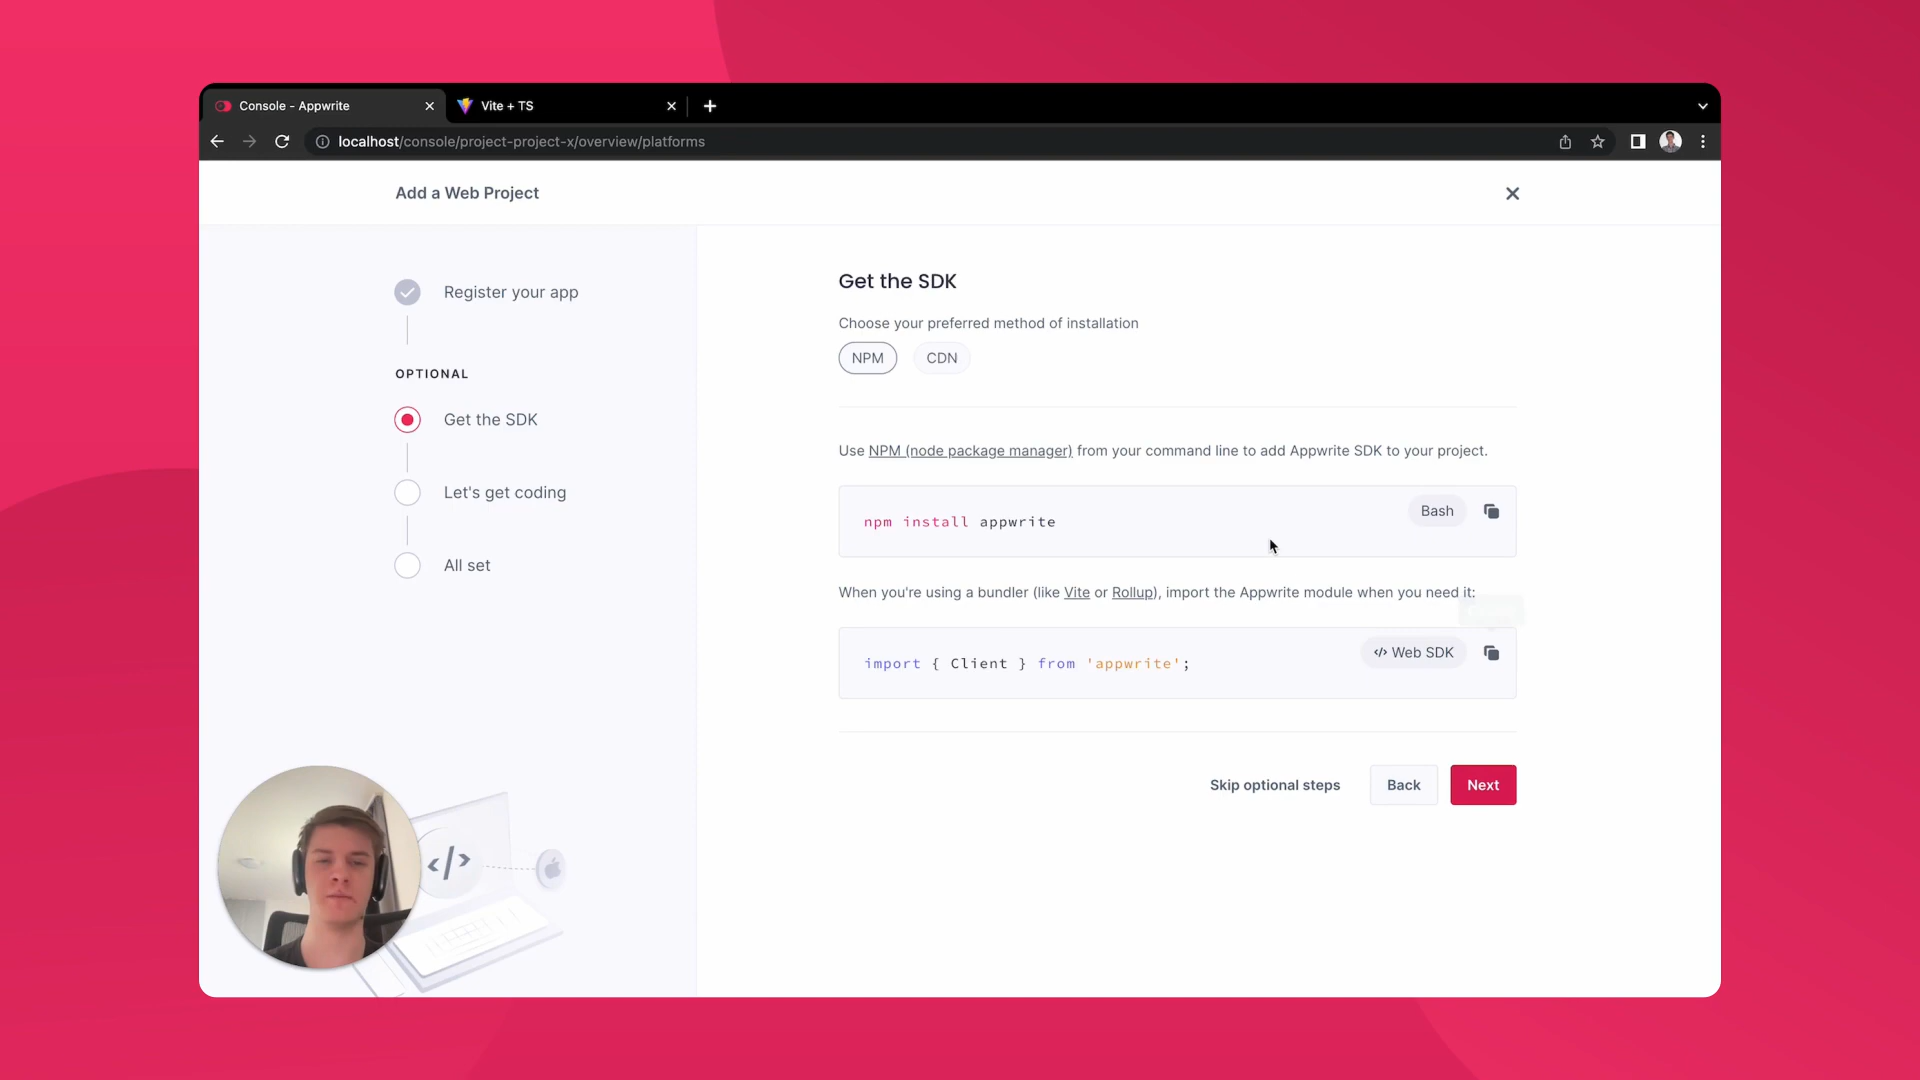 Console - Appwrite
Vite + TS
localhost/console/project-project-x/overview/platforms
Add a Web Project
Register your app
OPTIONAL
Get the SDK
Let's get coding
All set
Get the SDK
Choose your preferred method of installation
NPM CDN
Use NPM (node package manager) from your command line to add Appwrite SDK to your project.
npm install appwrite
Bash
When you're using a bundler (like Vite or Rollup), import the Appwrite module when you need it:
import { Client } from 'appwrite';
</> Web SDK
Skip optional steps
Back
Next
</>